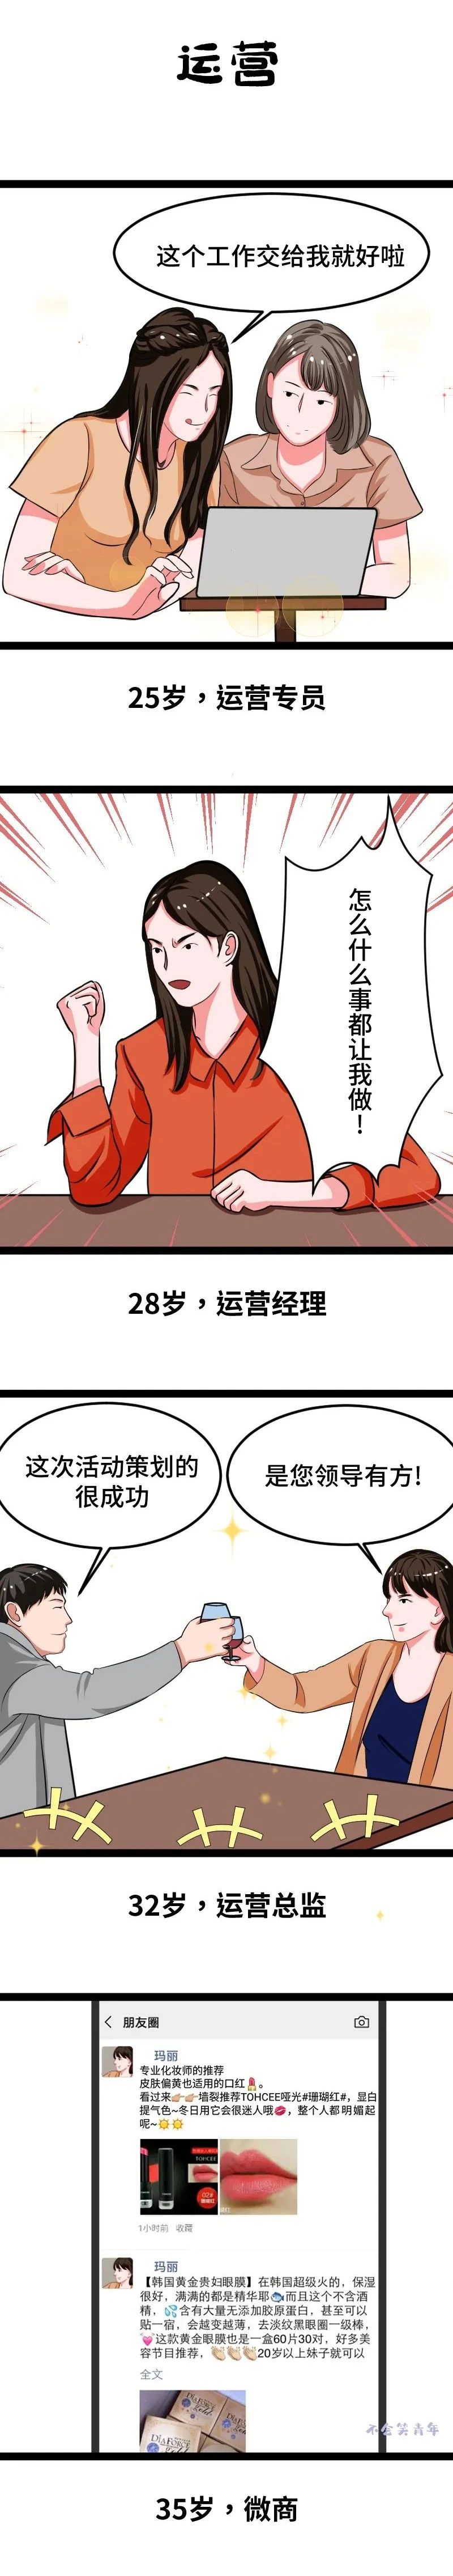 运营
这个工作交给我就好啦
25岁，运营专员
怎么什么事都让我做！
28岁，运营经理
这次活动策划的
很成功
是您领导有方!
32岁，运营总监
朋友圈
玛丽
专业化妆师的推荐
皮肤偏黄也适用的口红💄。
看过来👉🏼👈🏼墙裂推荐TOHCEE哑光#珊瑚红#，显白
提气色~冬日用它会很迷人哦💋，整个人都明媚起
呢~☀️☀️
TOHCEE
02#
1小时前 收藏
玛丽
【韩国黄金贵妇眼膜】在韩国超级火的，保湿
很好，满满的都是精华耶🐳而且这个不含酒
精，💦含有大量无添加胶原蛋白，甚至可以
贴一宿，会越变越薄，去淡纹黑眼圈一级棒，
💓这款黄金眼膜也是一盒60片30对，好多美
容节目推荐，👏🏼👏🏼👏🏼20岁以上妹子就可以
全文
DIAFORCE
Gold
不会笑青年
35岁，微商